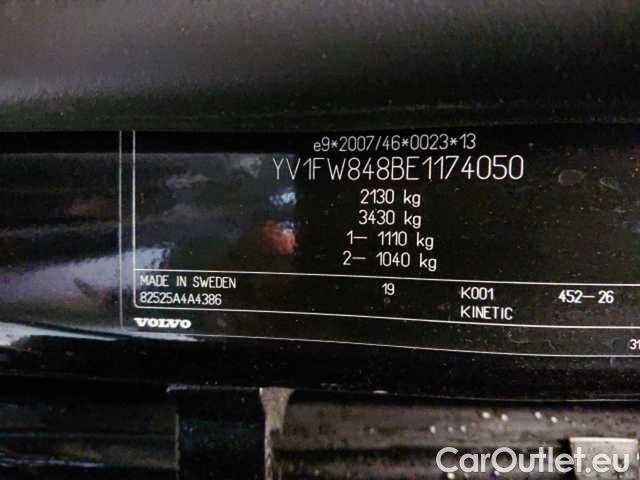 e9*2007/46*0023*13
YV1FW848BE1174050
2130 kg
3430 kg
1- 1110 kg
2- 1040 kg
MADE IN SWEDEN 19 K001 452-26
82525A4A4386 KINETIC
VOLVO
31
CarOutlet.eu